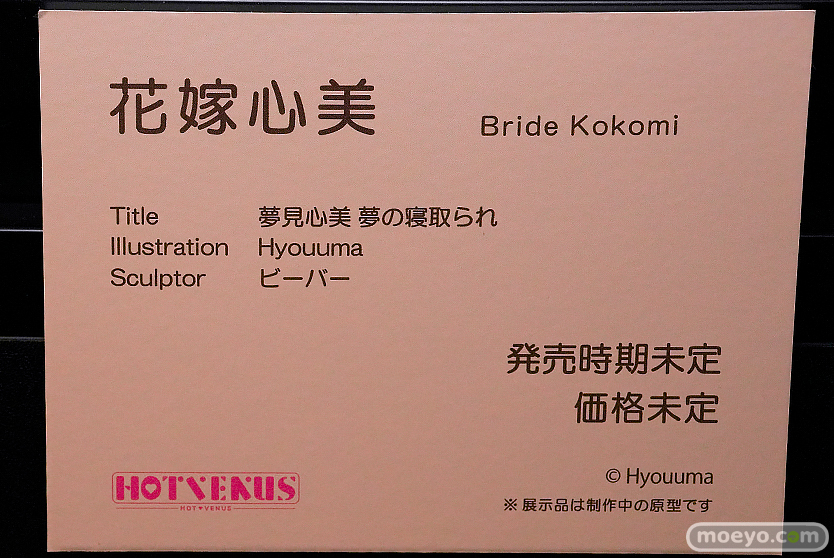 花嫁心美 Bride Kokomi
Title 夢見心美 夢の寝取られ
Illustration Hyouuma
Sculptor ビーバー
発売時期未定
価格未定
© Hyouuma
HOTVENUS
HOT♥VENUS
※展示品は制作中の原型です
moeyo.com